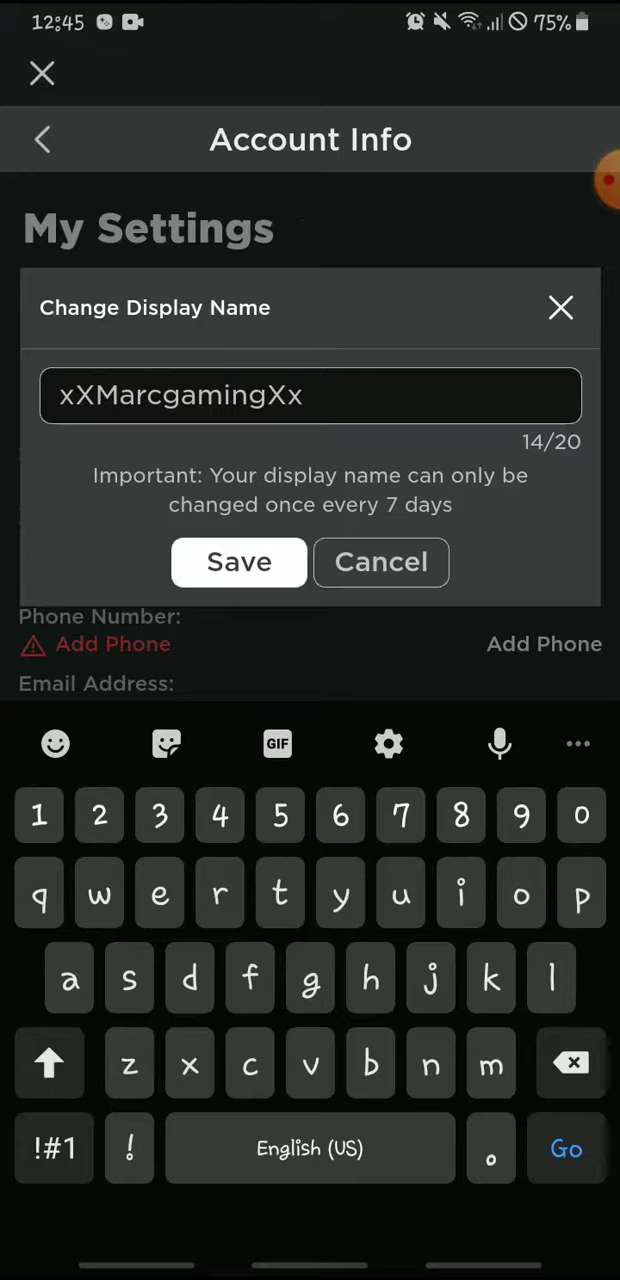 12:45 75%
Account Info
My Settings
Change Display Name
xXMarcgamingXx
14/20
Important: Your display name can only be
changed once every 7 days
Save Cancel
Phone Number:
Add Phone Add Phone
Email Address:
GIF
1 2 3 4 5 6 7 8 9 0
q w e r t y u i o p
a s d f g h j k l
z x c v b n m
!#1 ! English (US) . Go